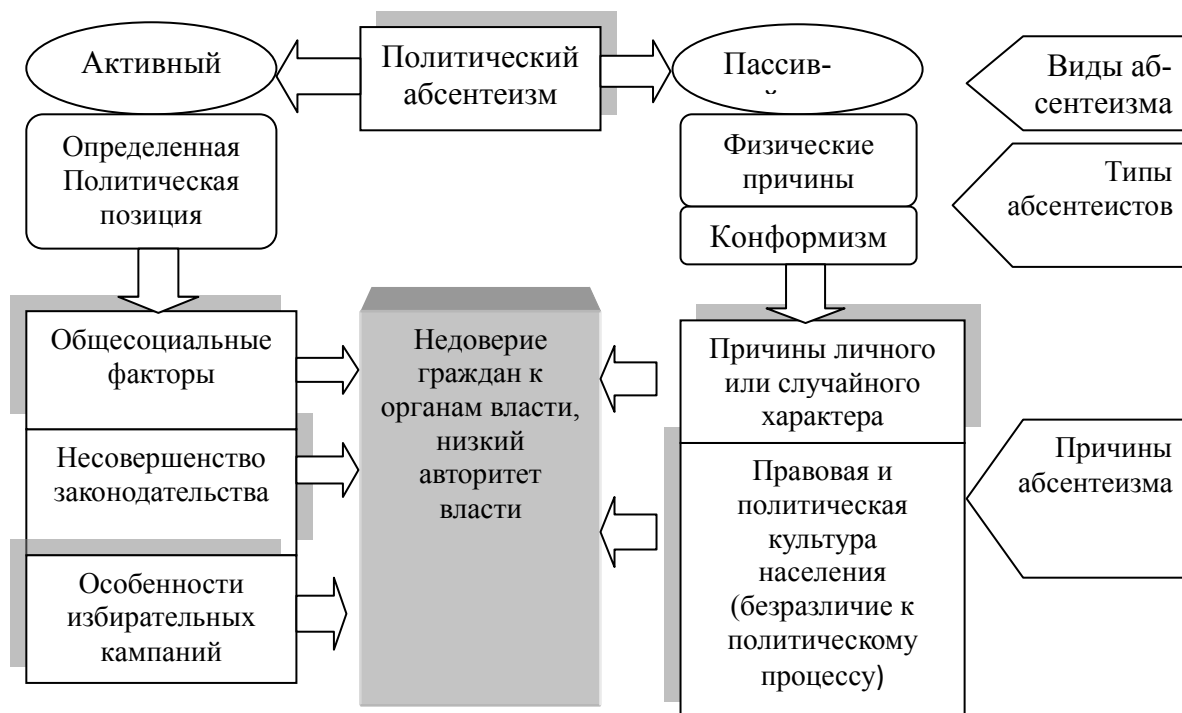 Активный
Политический
абсентеизм
Пассив-
Виды аб-
сентеизма
Определенная
Политическая
позиция
Физические
причины
Конформизм
Типы
абсентеистов
Общесоциальные
факторы
Несовершенство
законодательства
Особенности
избирательных
кампаний
Недоверие
граждан к
органам власти,
низкий
авторитет
власти
Причины личного
или случайного
характера
Правовая и
политическая
культура
населения
(безразличие к
политическому
процессу)
Причины
абсентеизма